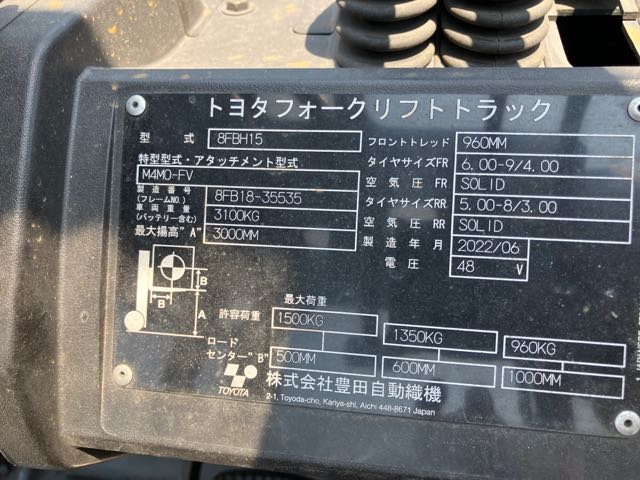 トヨタフォークリフトトラック
型式 8FBH15
特型型式・アタッチメント型式
M4M0-FV
製造番号
(フレームNO.) 8FB18-35535
車両重量
(バッテリー含む) 3100KG
最大揚高"A" 3000MM
フロントトレッド 960MM
タイヤサイズFR 6.00-9/4.00
空気圧FR SOLID
タイヤサイズRR 5.00-8/3.00
空気圧RR SOLID
製造年月 2022/06
電圧 48 V
B
B
A
最大荷重
許容荷重 1500KG 1350KG 960KG
ロード
センター"B" 500MM 600MM 1000MM
TOYOTA 株式会社豊田自動織機
2-1, Toyoda-cho, Kariya-shi, Aichi 448-8671 Japan